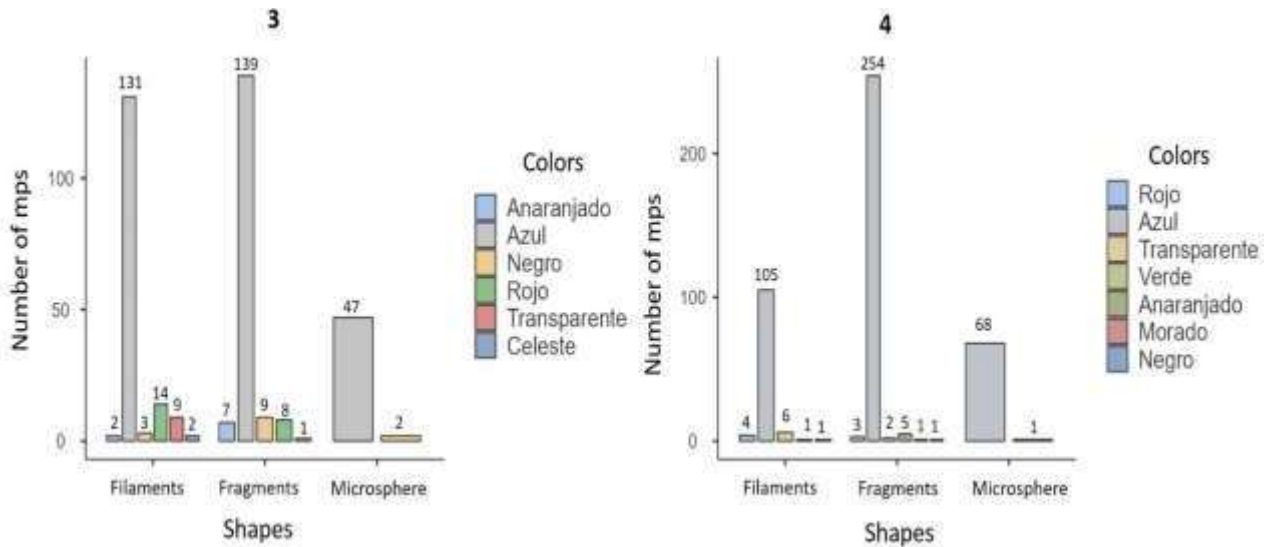 3
139
131
100
50
0
2
3
14
9
2
7
9
8
1
47
2
Number of mps
Filaments
Fragments
Microsphere
Shapes
Colors
Anaranjado
Azul
Negro
Rojo
Transparente
Celeste
4
254
200
100
0
105
4
6
1
1
3
2
5
1
1
68
1
Number of mps
Filaments
Fragments
Microsphere
Shapes
Colors
Rojo
Azul
Transparente
Verde
Anaranjado
Morado
Negro